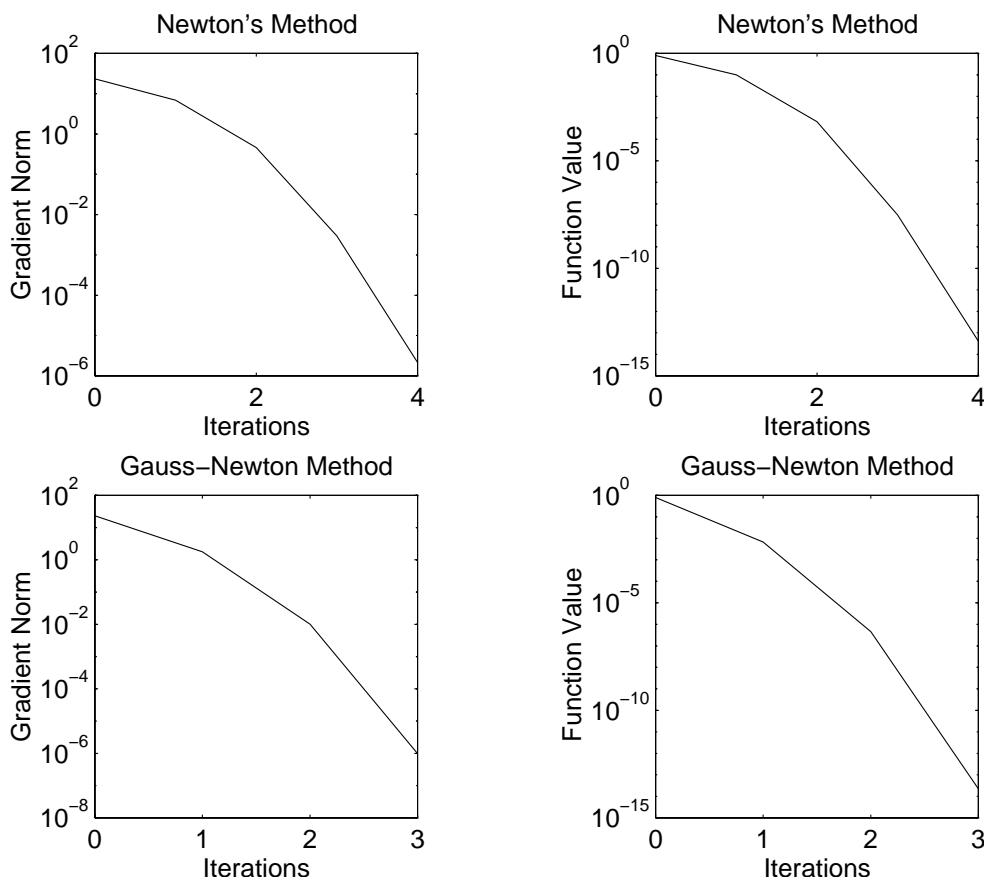 Newton's Method
10^2
10^0
10^−2
10^−4
10^−6
Gradient Norm
0 2 4
Iterations
Newton's Method
10^0
10^−5
10^−10
10^−15
Function Value
0 2 4
Iterations
Gauss−Newton Method
10^2
10^0
10^−2
10^−4
10^−6
10^−8
Gradient Norm
0 1 2 3
Iterations
Gauss−Newton Method
10^0
10^−5
10^−10
10^−15
Function Value
0 1 2 3
Iterations